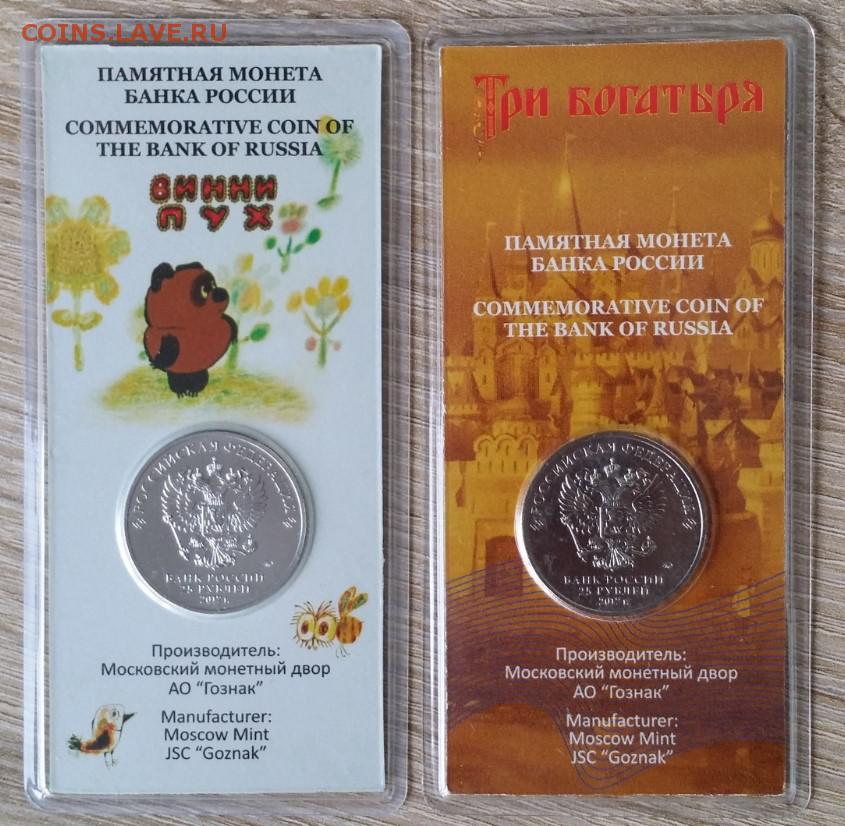 COINS.LAVE.RU
ПАМЯТНАЯ МОНЕТА
БАНКА РОССИИ
COMMEMORATIVE COIN OF
THE BANK OF RUSSIA
ВИННИ
ПУХ
РОССИЙСКАЯ ФЕДЕРАЦИЯ
БАНК РОССИИ
25 РУБЛЕЙ
2017 г.
Производитель:
Московский монетный двор
АО “Гознак”
Manufacturer:
Moscow Mint
JSC “Goznak”
Три богатыря
ПАМЯТНАЯ МОНЕТА
БАНКА РОССИИ
COMMEMORATIVE COIN OF
THE BANK OF RUSSIA
РОССИЙСКАЯ ФЕДЕРАЦИЯ
БАНК РОССИИ
25 РУБЛЕЙ
2017 г.
Производитель:
Московский монетный двор
АО “Гознак”
Manufacturer:
Moscow Mint
JSC “Goznak”